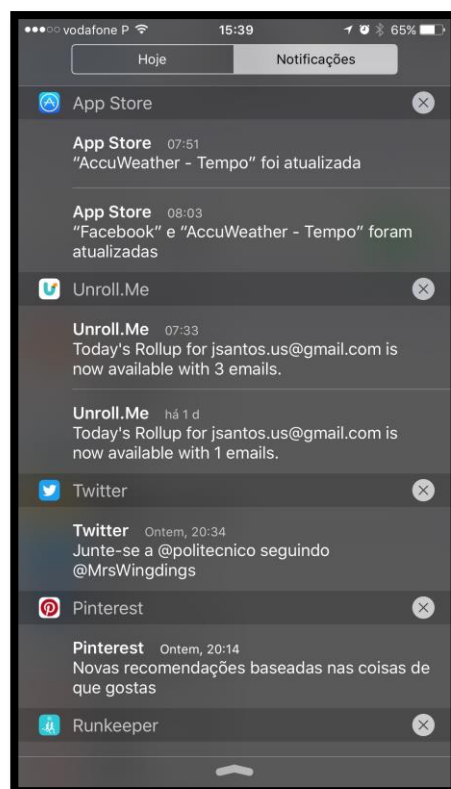 vodafone P 15:39 65%
Hoje Notificações
App Store
App Store 07:51
“AccuWeather - Tempo” foi atualizada
App Store 08:03
“Facebook” e “AccuWeather - Tempo” foram
atualizadas
Unroll.Me
Unroll.Me 07:33
Today's Rollup for jsantos.us@gmail.com is
now available with 3 emails.
Unroll.Me há 1 d
Today's Rollup for jsantos.us@gmail.com is
now available with 1 emails.
Twitter
Twitter Ontem, 20:34
Junte-se a @politecnico seguindo
@MrsWingdings
Pinterest
Pinterest Ontem, 20:14
Novas recomendações baseadas nas coisas de
que gostas
Runkeeper